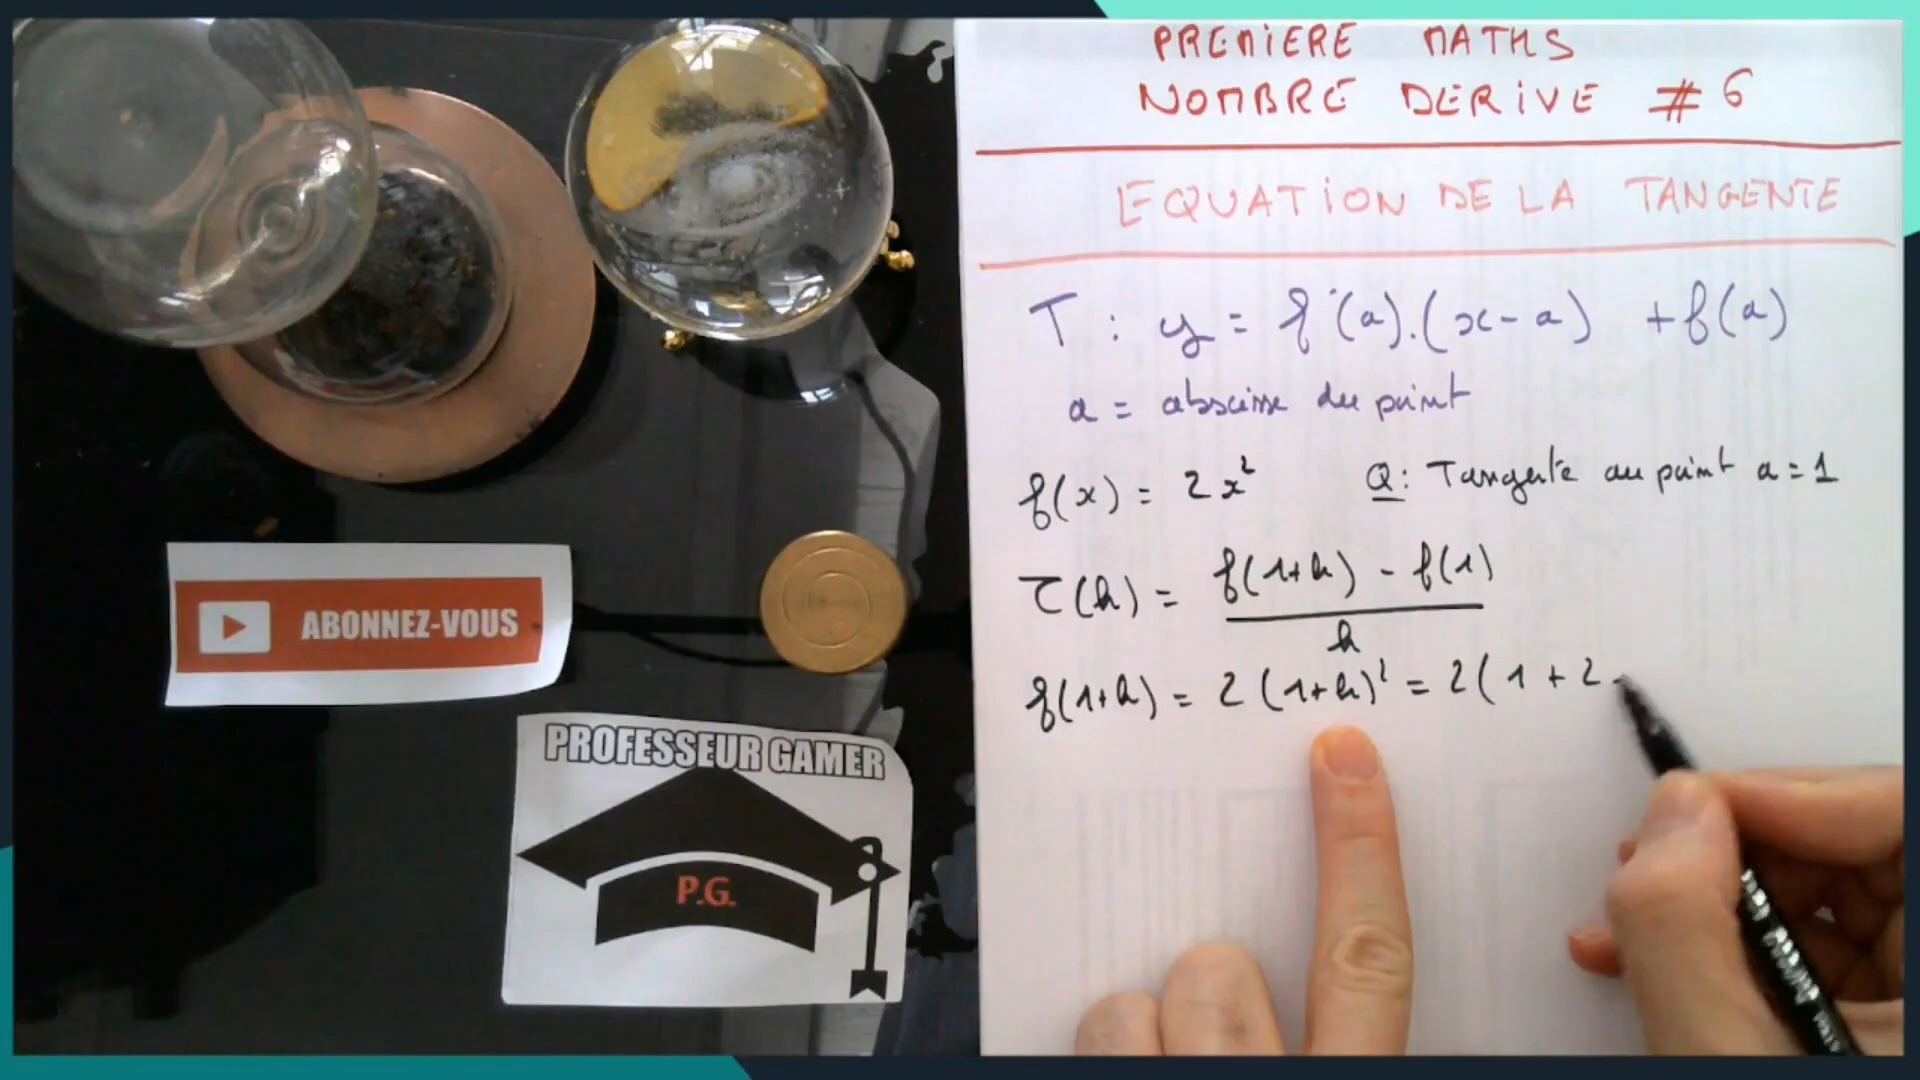 PREMIERE MATHS
NOMBRE DERIVE #6
EQUATION DE LA TANGENTE
T : y = f'(a).(x-a) + f(a)
a = abscisse du point
f(x) = 2x² Q: Tangente au point a=1
τ(h) = f(1+h) - f(1) / h
f(1+h) = 2(1+h)² = 2(1+2
ABONNEZ-VOUS
PROFESSEUR GAMER
P.G.